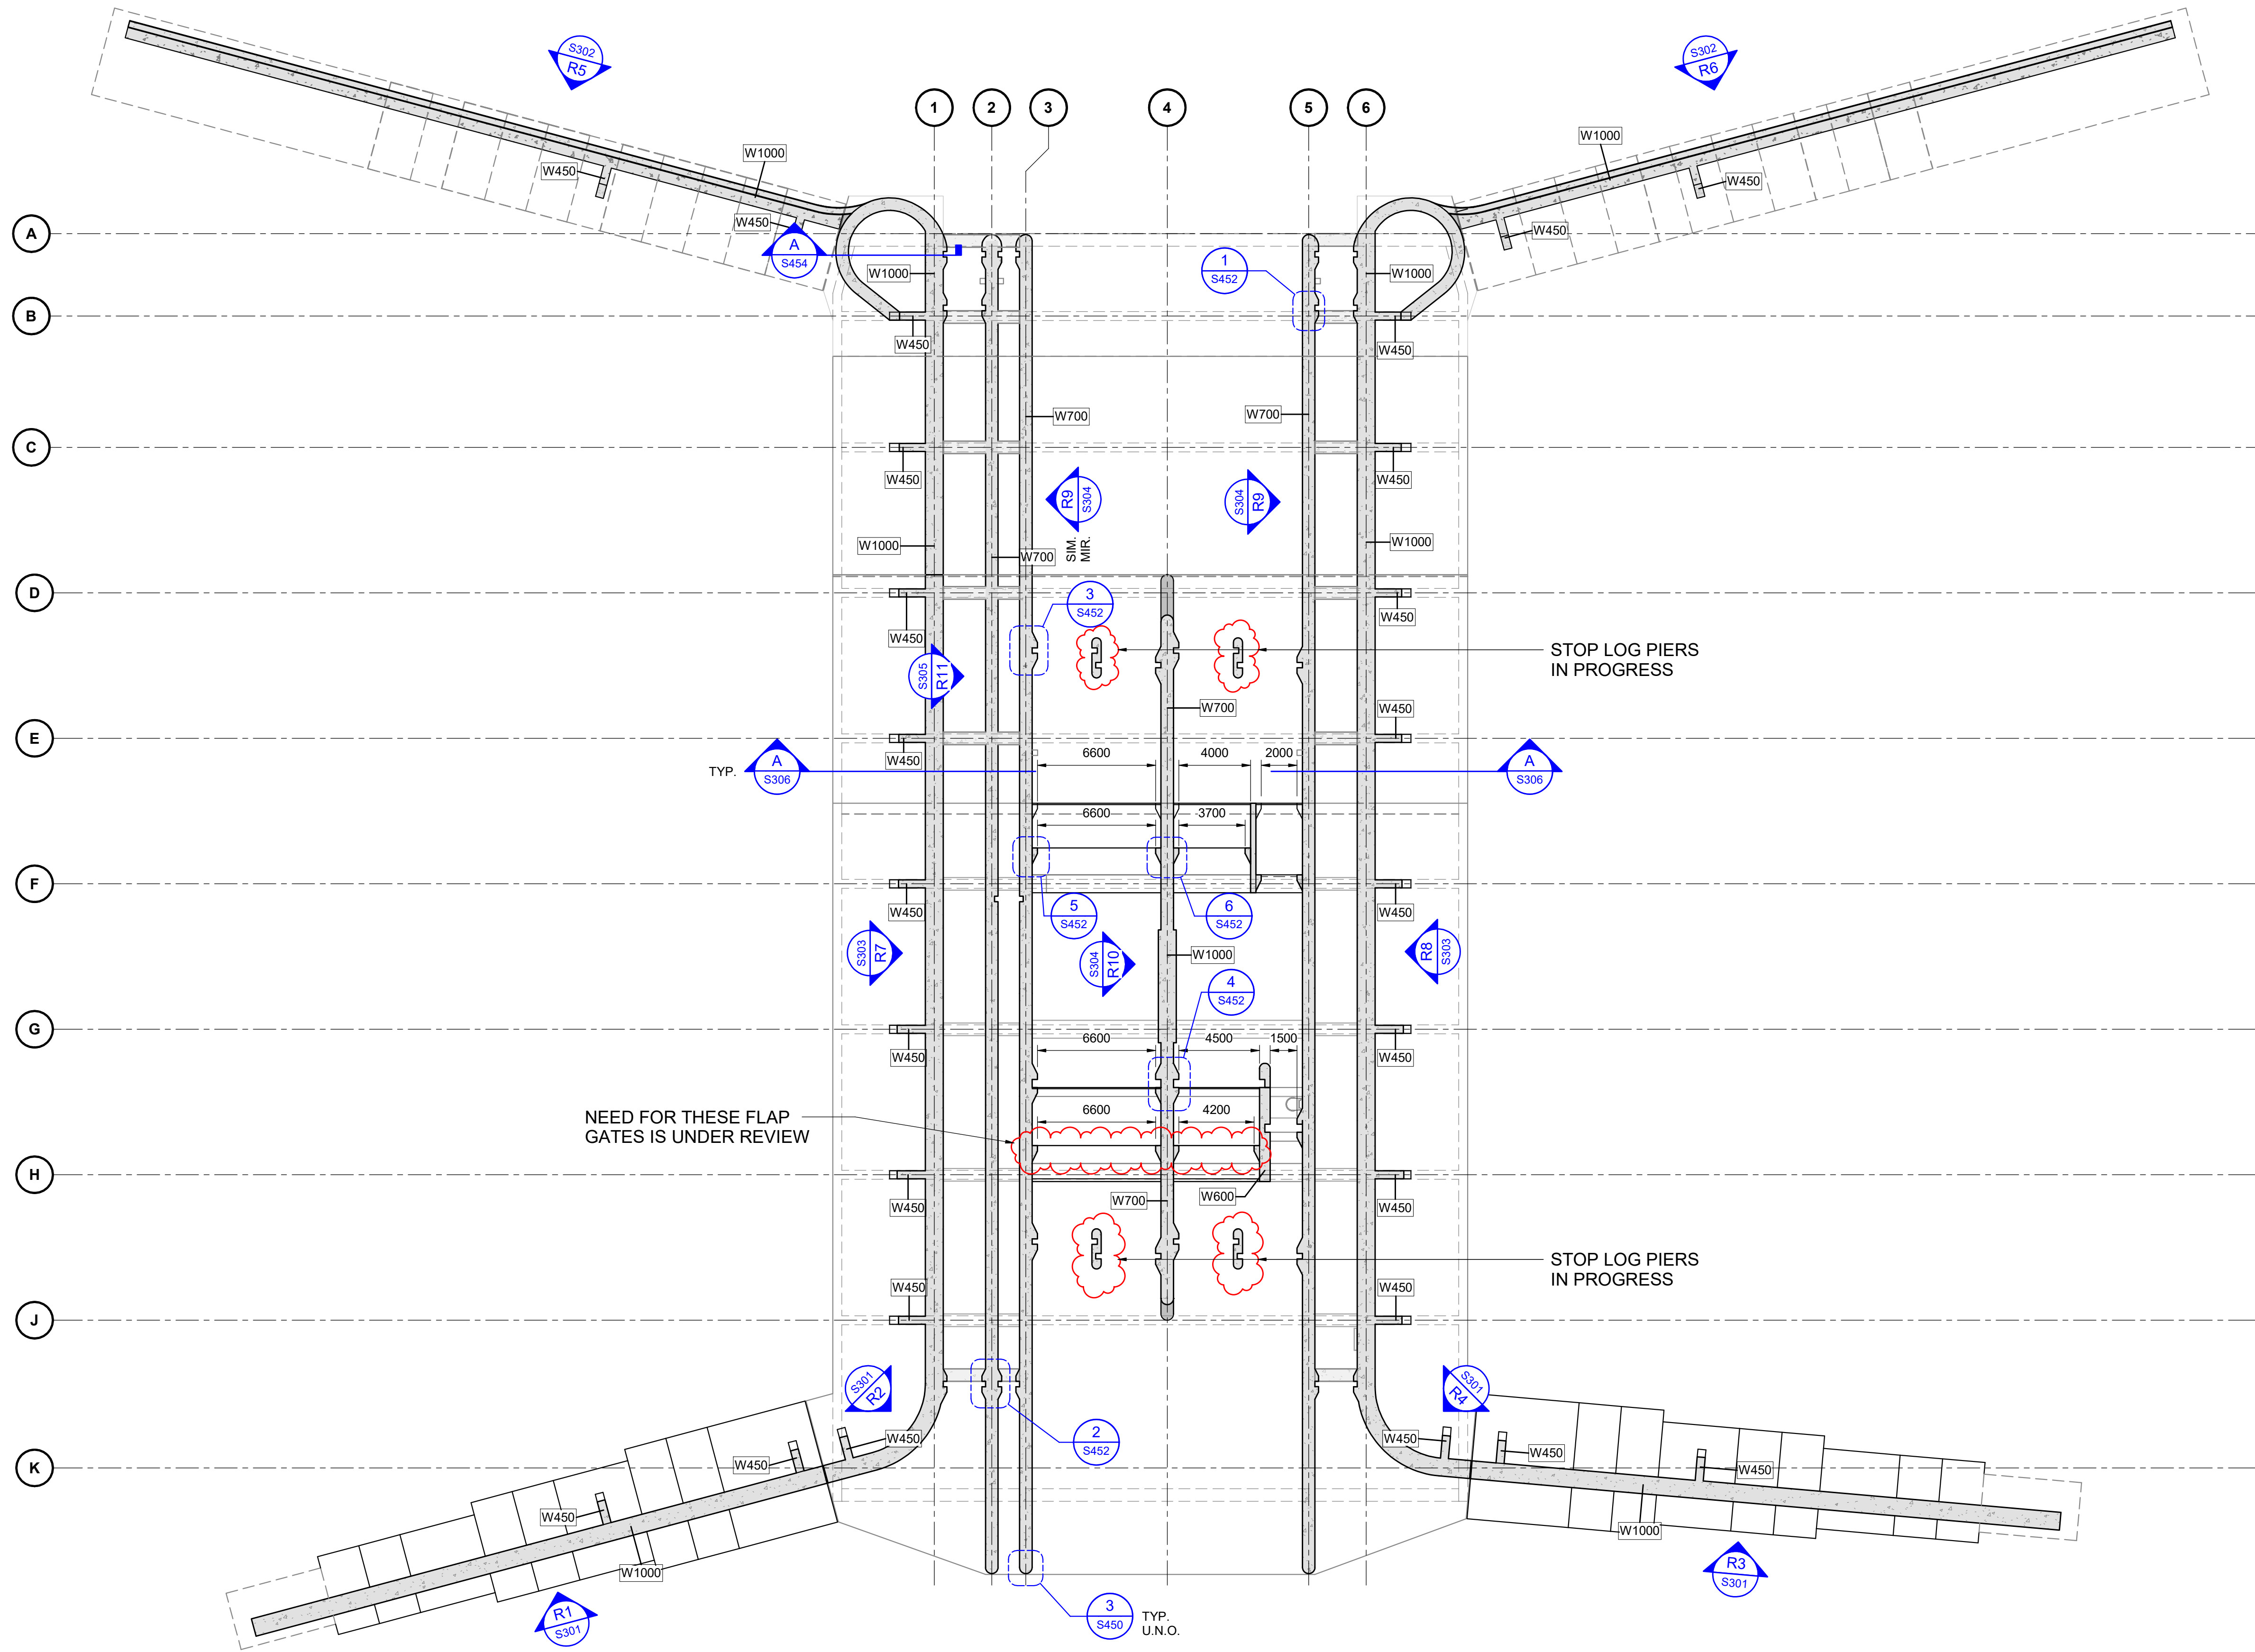 S302
R5
S302
R6
1
2
3
4
5
6
W1000
W1000
W450
W450
W450
W450
A
A
S454
W1000
1
S452
W1000
B
W450
W450
W700
W700
C
W450
W450
R9
S304
SIM.
MIR.
S304
R9
W1000
W700
W1000
D
3
S452
W450
W450
STOP LOG PIERS
IN PROGRESS
S305
R11
W700
W450
E
6600
4000
2000
W450
TYP.
A
S306
A
S306
6600
3700
F
W450
5
S452
6
S452
W450
S303
R7
S304
R10
W1000
R8
S303
4
S452
G
6600
4500
1500
W450
W450
NEED FOR THESE FLAP
GATES IS UNDER REVIEW
6600
4200
H
W450
W700
W600
W450
STOP LOG PIERS
IN PROGRESS
W450
W450
J
S301
R2
S301
R4
W450
2
S452
W450
W450
W450
W450
K
W450
W1000
W1000
R1
S301
R3
S301
3
S450
TYP.
U.N.O.